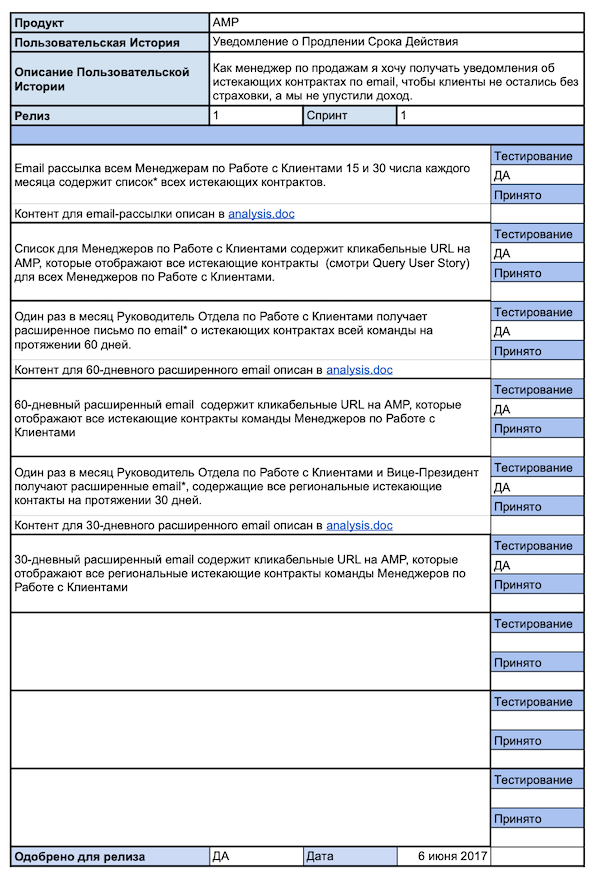 Продукт AMP
Пользовательская История Уведомление о Продлении Срока Действия
Описание Пользовательской Истории
Как менеджер по продажам я хочу получать уведомления об
истекающих контрактах по email, чтобы клиенты не остались без
страховки, а мы не упустили доход.
Релиз 1 Спринт 1
Email рассылка всем Менеджерам по Работе с Клиентами 15 и 30 числа каждого
месяца содержит список* всех истекающих контрактов.
Тестирование
ДА
Принято
Контент для email-рассылки описан в analysis.doc
Список для Менеджеров по Работе с Клиентами содержит кликабельные URL на
AMP, которые отображают все истекающие контракты (смотри Query User Story)
для всех Менеджеров по Работе с Клиентами.
Тестирование
ДА
Принято
Один раз в месяц Руководитель Отдела по Работе с Клиентами получает
расширенное письмо по email* о истекающих контрактах всей команды на
протяжении 60 дней.
Тестирование
ДА
Принято
Контент для 60-дневного расширенного email описан в analysis.doc
60-дневный расширенный email содержит кликабельные URL на AMP, которые
отображают все истекающие контракты команды Менеджеров по Работе с
Клиентами
Тестирование
ДА
Принято
Один раз в месяц Руководитель Отдела по Работе с Клиентами и Вице-Президент
получают расширенные email*, содержащие все региональные истекающие
контакты на протяжении 30 дней.
Тестирование
ДА
Принято
Контент для 30-дневного расширенного email описан в analysis.doc
30-дневный расширенный email содержит кликабельные URL на AMP, которые
отображают все региональные истекающие контракты команды Менеджеров по
Работе с Клиентами
Тестирование
ДА
Принято
Тестирование
Принято
Тестирование
Принято
Тестирование
Принято
Одобрено для релиза ДА Дата 6 июня 2017